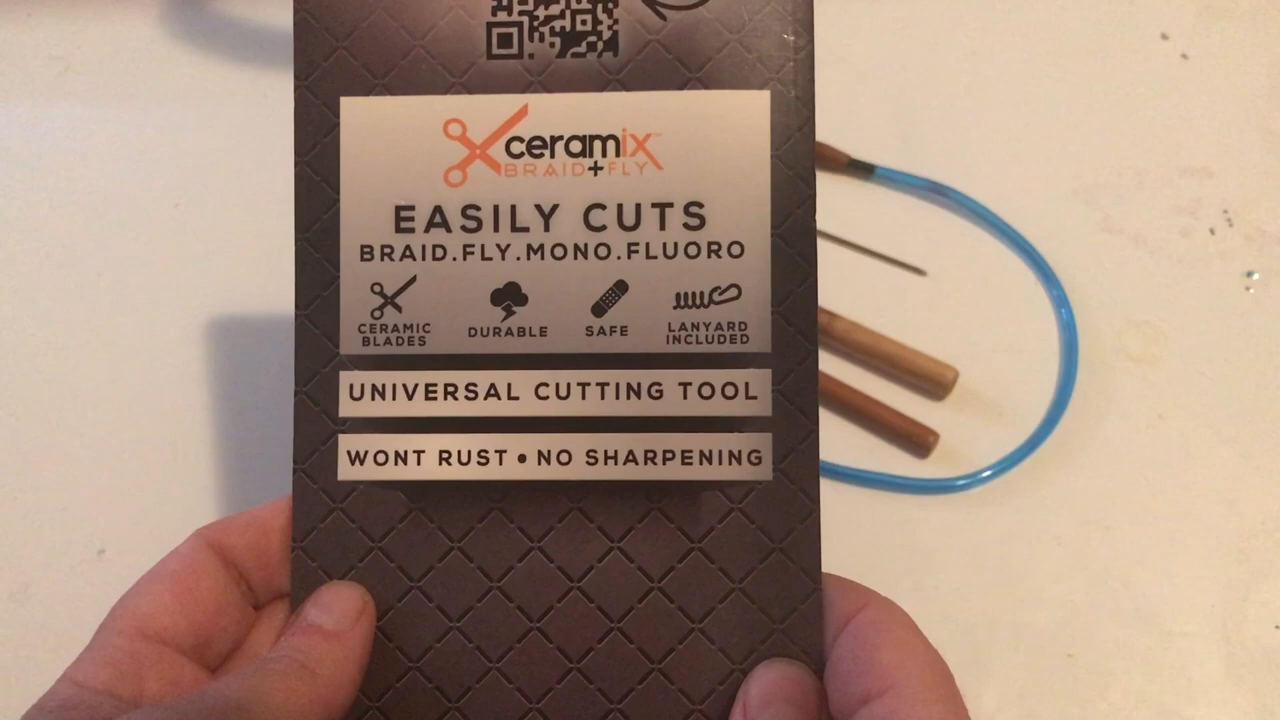 ceramix™
BRAID+FLY
EASILY CUTS
BRAID.FLY.MONO.FLUORO
CERAMIC BLADES
DURABLE
SAFE
LANYARD INCLUDED
UNIVERSAL CUTTING TOOL
WONT RUST • NO SHARPENING